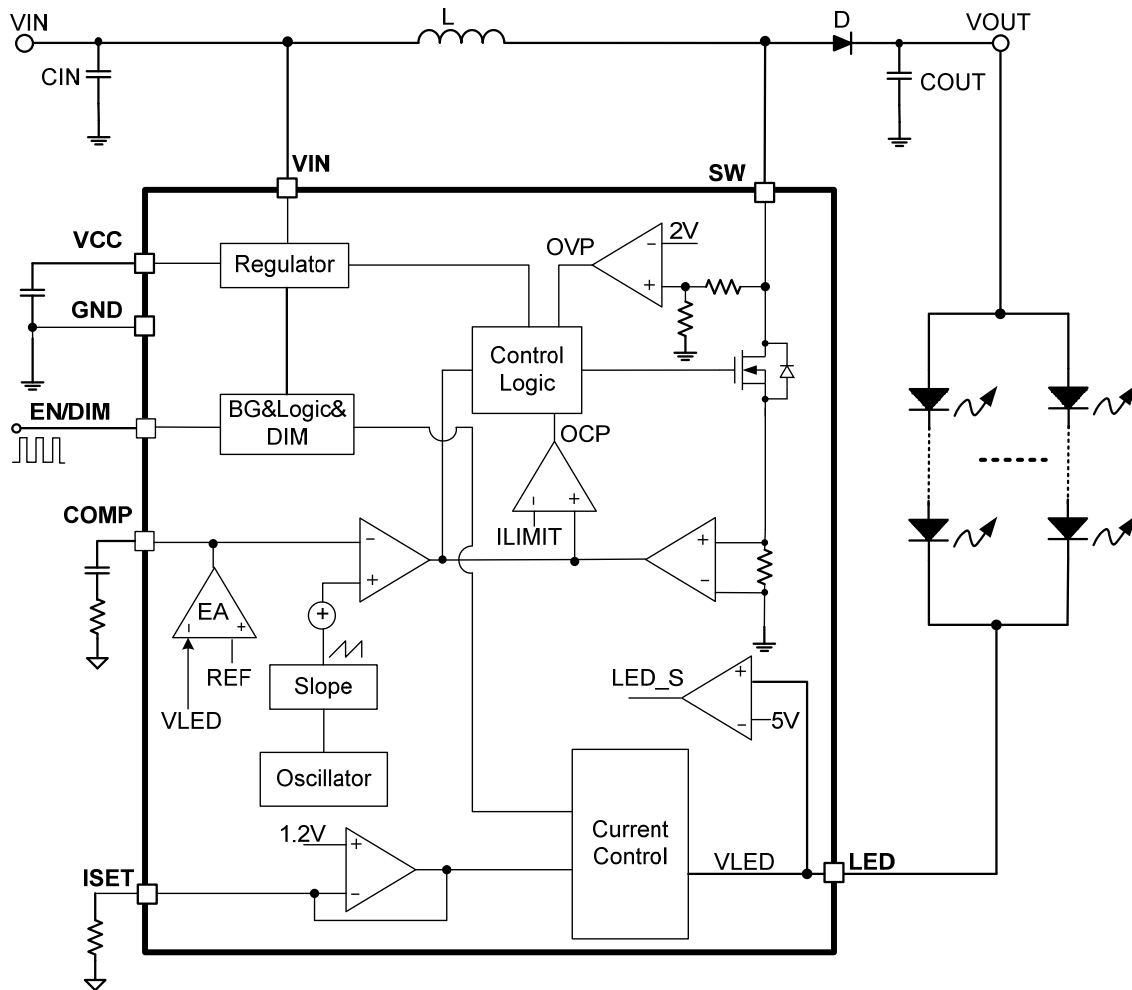 VIN
L
D
VOUT
CIN
COUT
VIN
SW
VCC
Regulator
OVP
−
2V
+
GND
Control
Logic
EN/DIM
BG&Logic&
DIM
OCP
− +
ILIMIT
COMP
−
+
+
−
+
EA
− +
REF
VLED
Slope
LED_S
+
−
5V
Oscillator
1.2V
+
−
Current
Control
VLED
LED
ISET